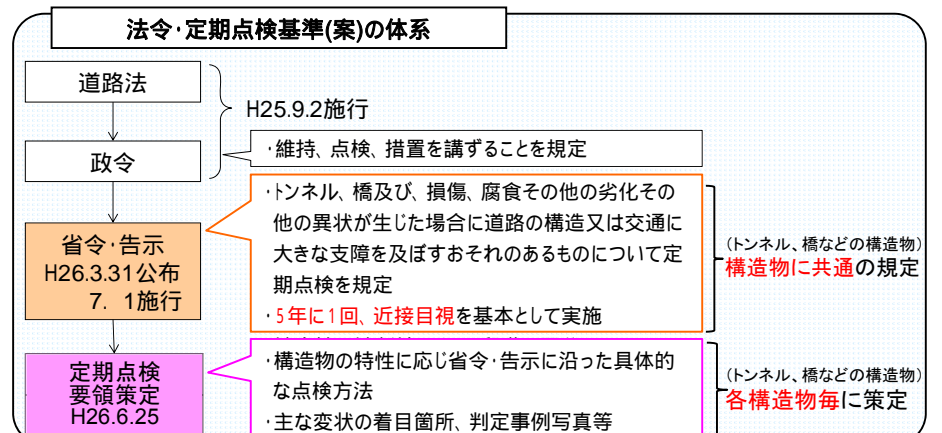 法令･定期点検基準(案)の体系
道路法
H25.9.2施行
政令
･維持、点検、措置を講ずることを規定
省令･告示
H26.3.31公布
7．1施行
･トンネル、橋及び、損傷、腐食その他の劣化その
他の異状が生じた場合に道路の構造又は交通に
大きな支障を及ぼすおそれのあるものについて定
期点検を規定
･5年に1回、近接目視を基本として実施
（トンネル、橋などの構造物）
構造物に共通の規定
定期点検
要領策定
H26.6.25
･構造物の特性に応じ省令･告示に沿った具体的
な点検方法
･主な変状の着目箇所、判定事例写真等
（トンネル、橋などの構造物）
各構造物毎に策定